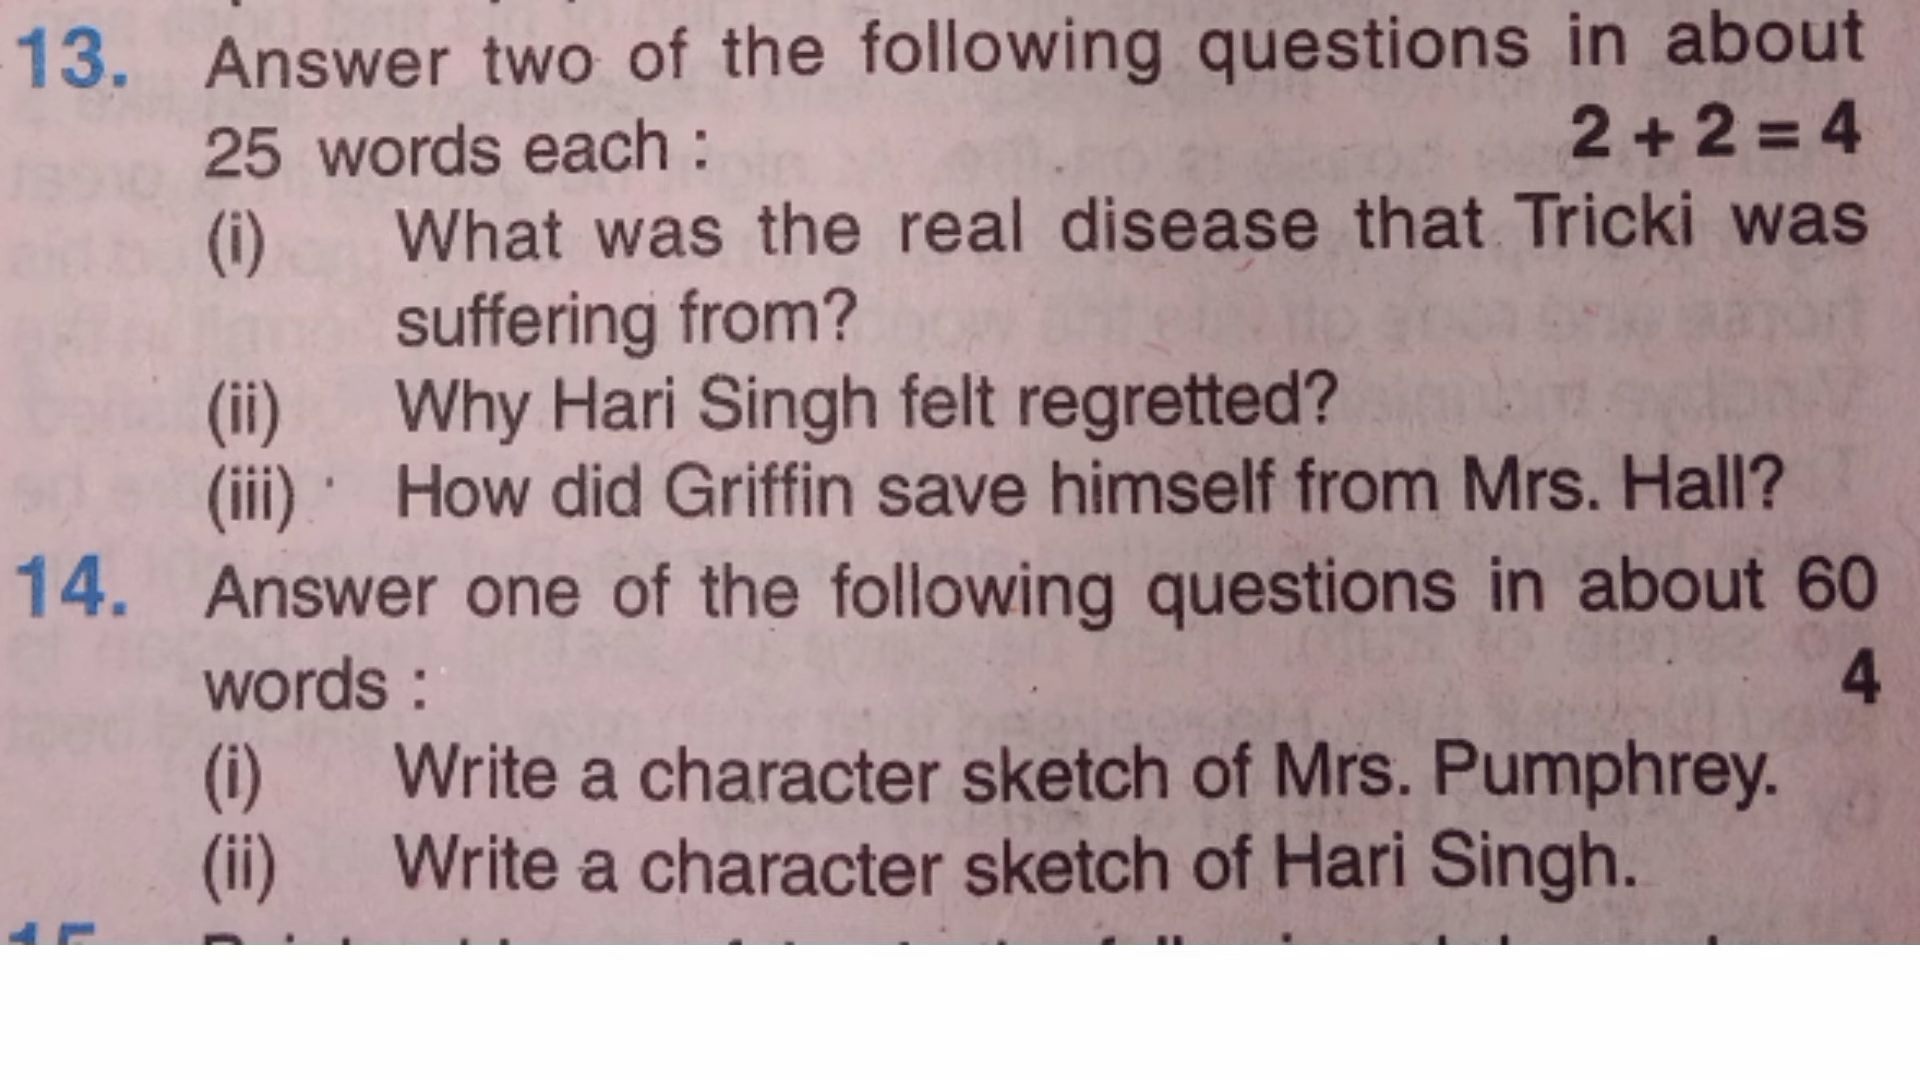 13. Answer two of the following questions in about
25 words each : 2 + 2 = 4
(i) What was the real disease that Tricki was
suffering from?
(ii) Why Hari Singh felt regretted?
(iii) How did Griffin save himself from Mrs. Hall?
14. Answer one of the following questions in about 60
words : 4
(i) Write a character sketch of Mrs. Pumphrey.
(ii) Write a character sketch of Hari Singh.